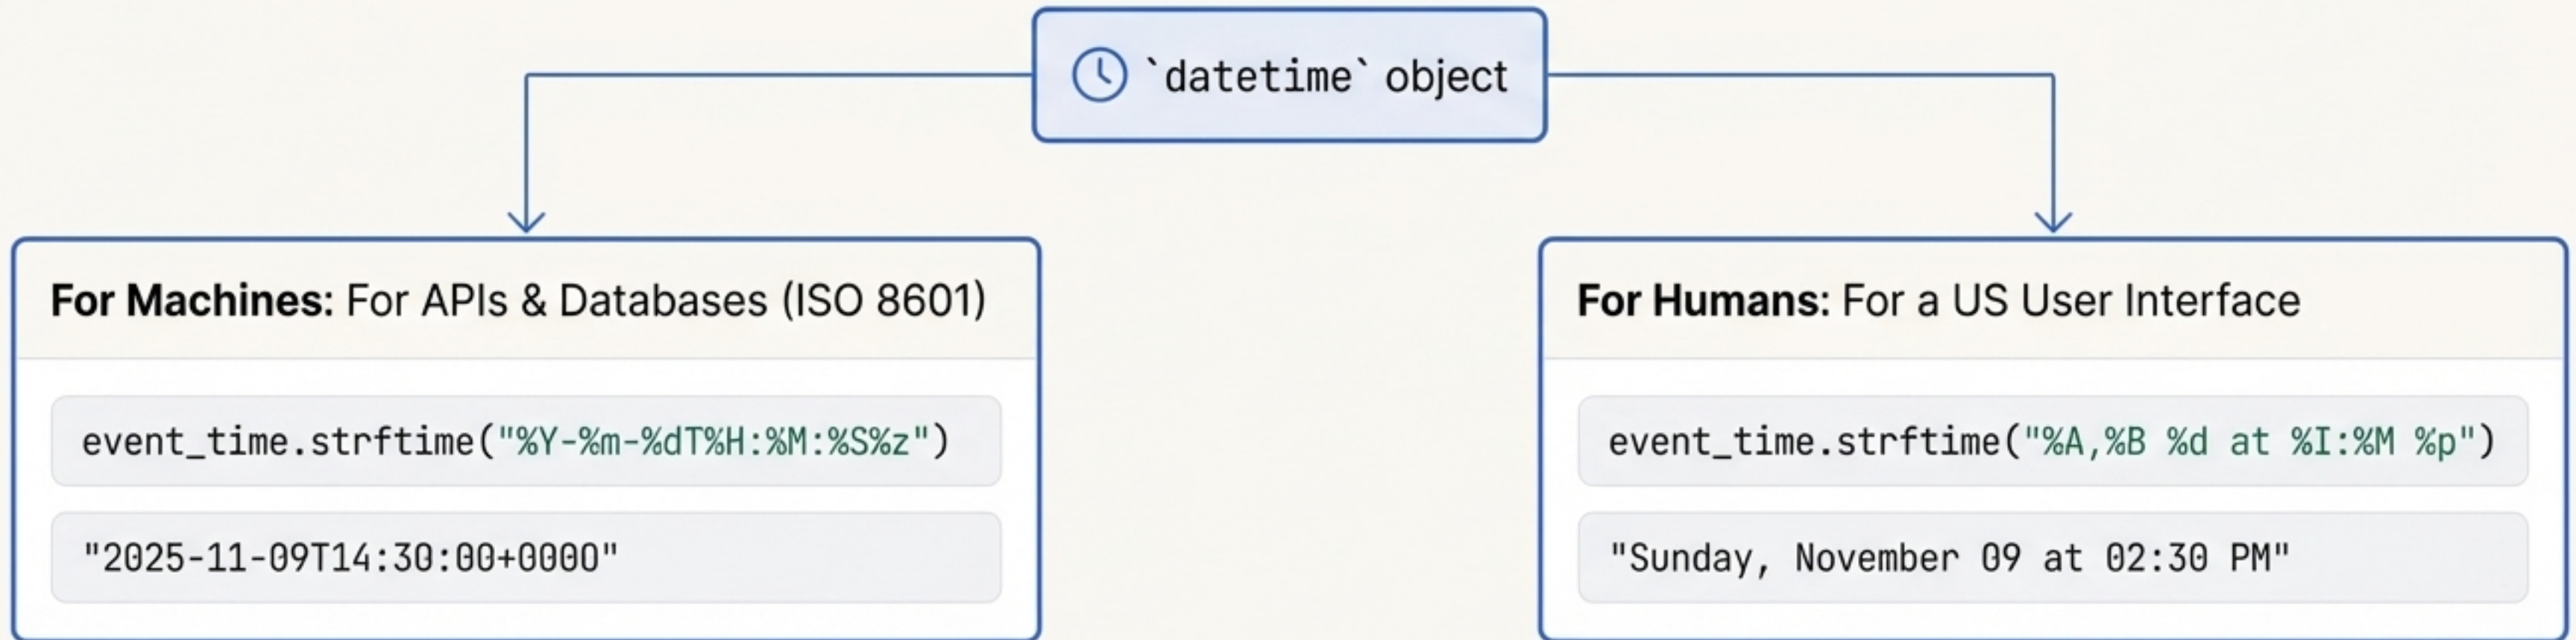 `datetime` object
For Machines: For APIs & Databases (ISO 8601)
event_time.strftime("%Y-%m-%dT%H:%M:%S%z")
"2025-11-09T14:30:00+0000"
For Humans: For a US User Interface
event_time.strftime("%A,%B %d at %I:%M %p")
"Sunday, November 09 at 02:30 PM"